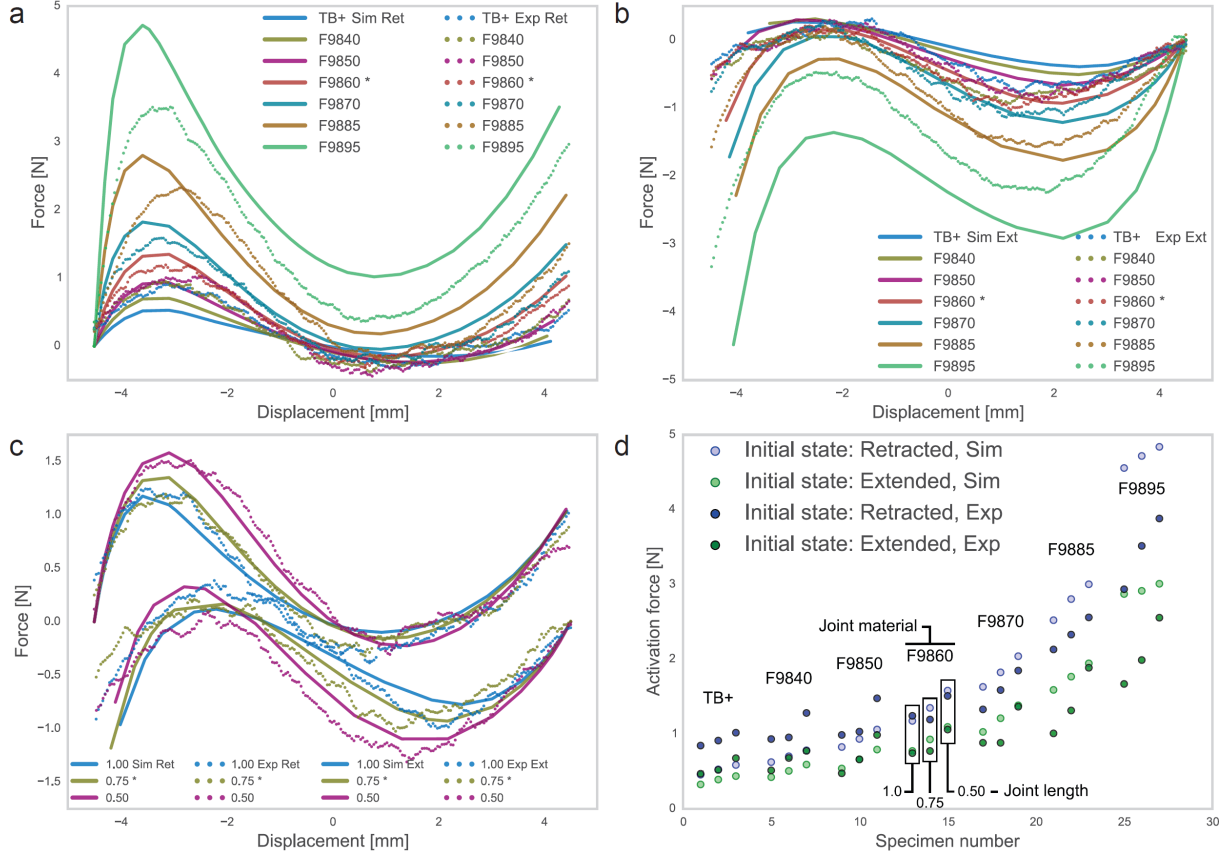 a
5
4
3
2
1
0
Force [N]
−4
−2
0
2
4
Displacement [mm]
TB+ Sim Ret
F9840
F9850
F9860 *
F9870
F9885
F9895
TB+ Exp Ret
F9840
F9850
F9860 *
F9870
F9885
F9895
b
0
−1
−2
−3
−4
−5
Force [N]
−4
−2
0
2
4
Displacement [mm]
TB+ Sim Ext
F9840
F9850
F9860 *
F9870
F9885
F9895
TB+ Exp Ext
F9840
F9850
F9860 *
F9870
F9885
F9895
c
1.5
1.0
0.5
0.0
−0.5
−1.0
−1.5
Force [N]
−4
−2
0
2
4
Displacement [mm]
1,00 Sim Ret
0.75 *
0.50
1,00 Exp Ret
0.75 *
0.50
1,00 Sim Ext
0.75 *
0.50
1,00 Exp Ext
0.75 *
0.50
d
5
4
3
2
1
0
Activation force [N]
0
5
10
15
20
25
30
Specimen number
Initial state: Retracted, Sim
Initial state: Extended, Sim
Initial state: Retracted, Exp
Initial state: Extended, Exp
TB+
F9840
F9850
Joint material
F9860
F9870
F9885
F9895
1.0
0.75
0.50 – Joint length